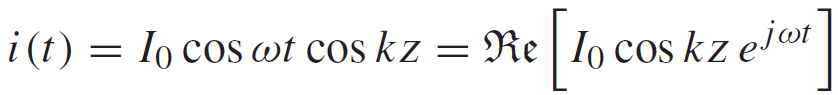 i(t) = I₀ cos ωt cos kz = ℜe [ I₀ cos kz e^{jωt} ]